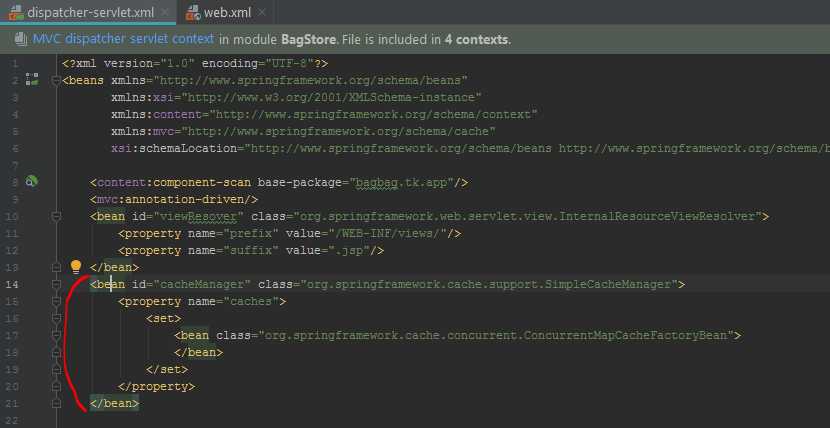 dispatcher-servlet.xml × web.xml ×
MVC dispatcher servlet context in module BagStore. File is included in 4 contexts.
1 <?xml version="1.0" encoding="UTF-8"?>
2 <beans xmlns="http://www.springframework.org/schema/beans"
3 xmlns:xsi="http://www.w3.org/2001/XMLSchema-instance"
4 xmlns:content="http://www.springframework.org/schema/context"
5 xmlns:mvc="http://www.springframework.org/schema/cache"
6 xsi:schemaLocation="http://www.springframework.org/schema/beans http://www.springframework.org/schema/b
7
8 <content:component-scan base-package="bagbag.tk.app"/>
9 <mvc:annotation-driven/>
10 <bean id="viewResover" class="org.springframework.web.servlet.view.InternalResourceViewResolver">
11 <property name="prefix" value="/WEB-INF/views/"/>
12 <property name="suffix" value=".jsp"/>
13 </bean>
14 <bean id="cacheManager" class="org.springframework.cache.support.SimpleCacheManager">
15 <property name="caches">
16 <set>
17 <bean class="org.springframework.cache.concurrent.ConcurrentMapCacheFactoryBean">
18 </bean>
19 </set>
20 </property>
21 </bean>
22